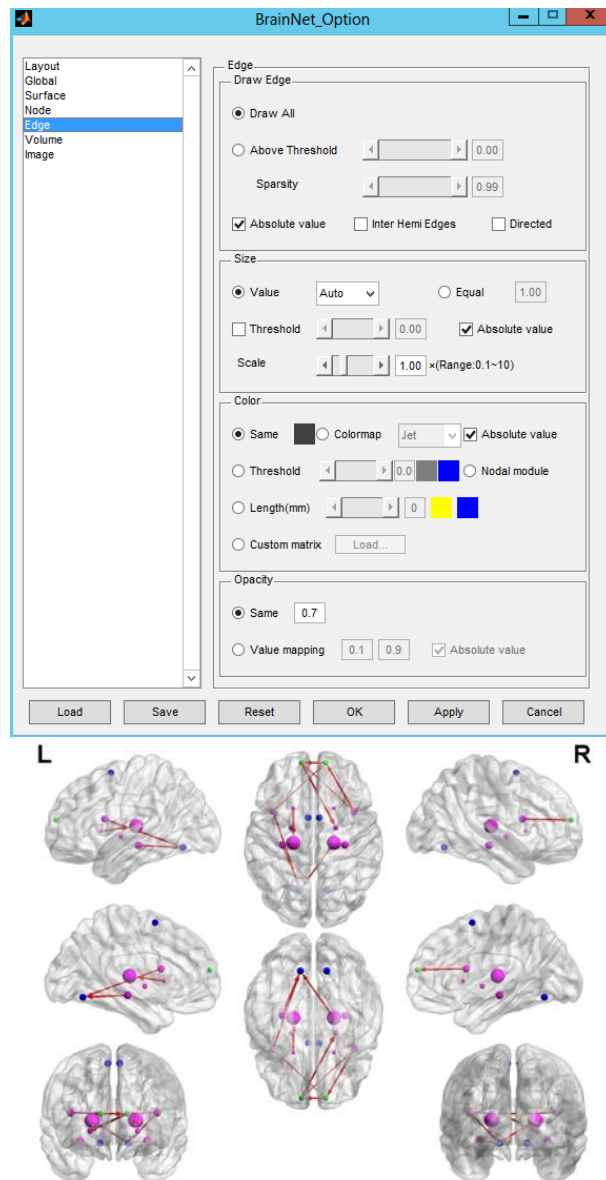 BrainNet_Option
Layout
Global
Surface
Node
Edge
Volume
Image
Edge
Draw Edge
Draw All
Above Threshold 0.00
Sparsity 0.99
Absolute value Inter Hemi Edges Directed
Size
Value Auto Equal 1.00
Threshold 0.00 Absolute value
Scale 1.00 ×(Range:0.1~10)
Color
Same Colormap Jet Absolute value
Threshold 0.0 Nodal module
Length(mm) 0
Custom matrix Load...
Opacity
Same 0.7
Value mapping 0.1 0.9 Absolute value
Load Save Reset OK Apply Cancel
L R